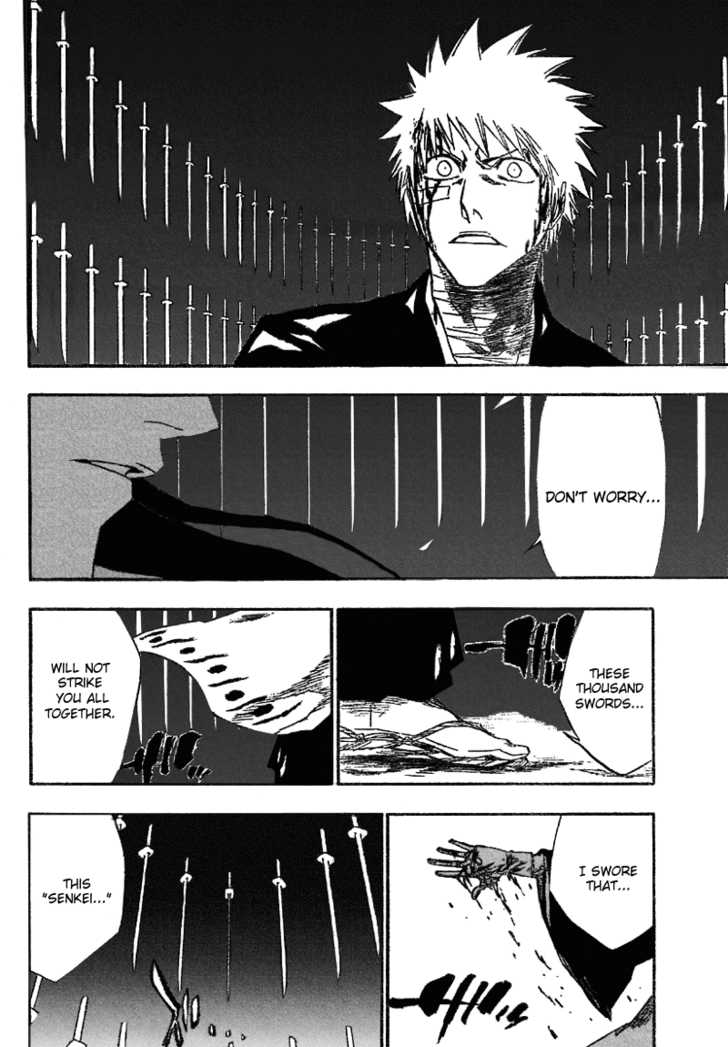 DON'T WORRY...
THESE
THOUSAND
SWORDS...
WILL NOT
STRIKE
YOU ALL
TOGETHER.
I SWORE
THAT...
THIS
"SENKEI..."